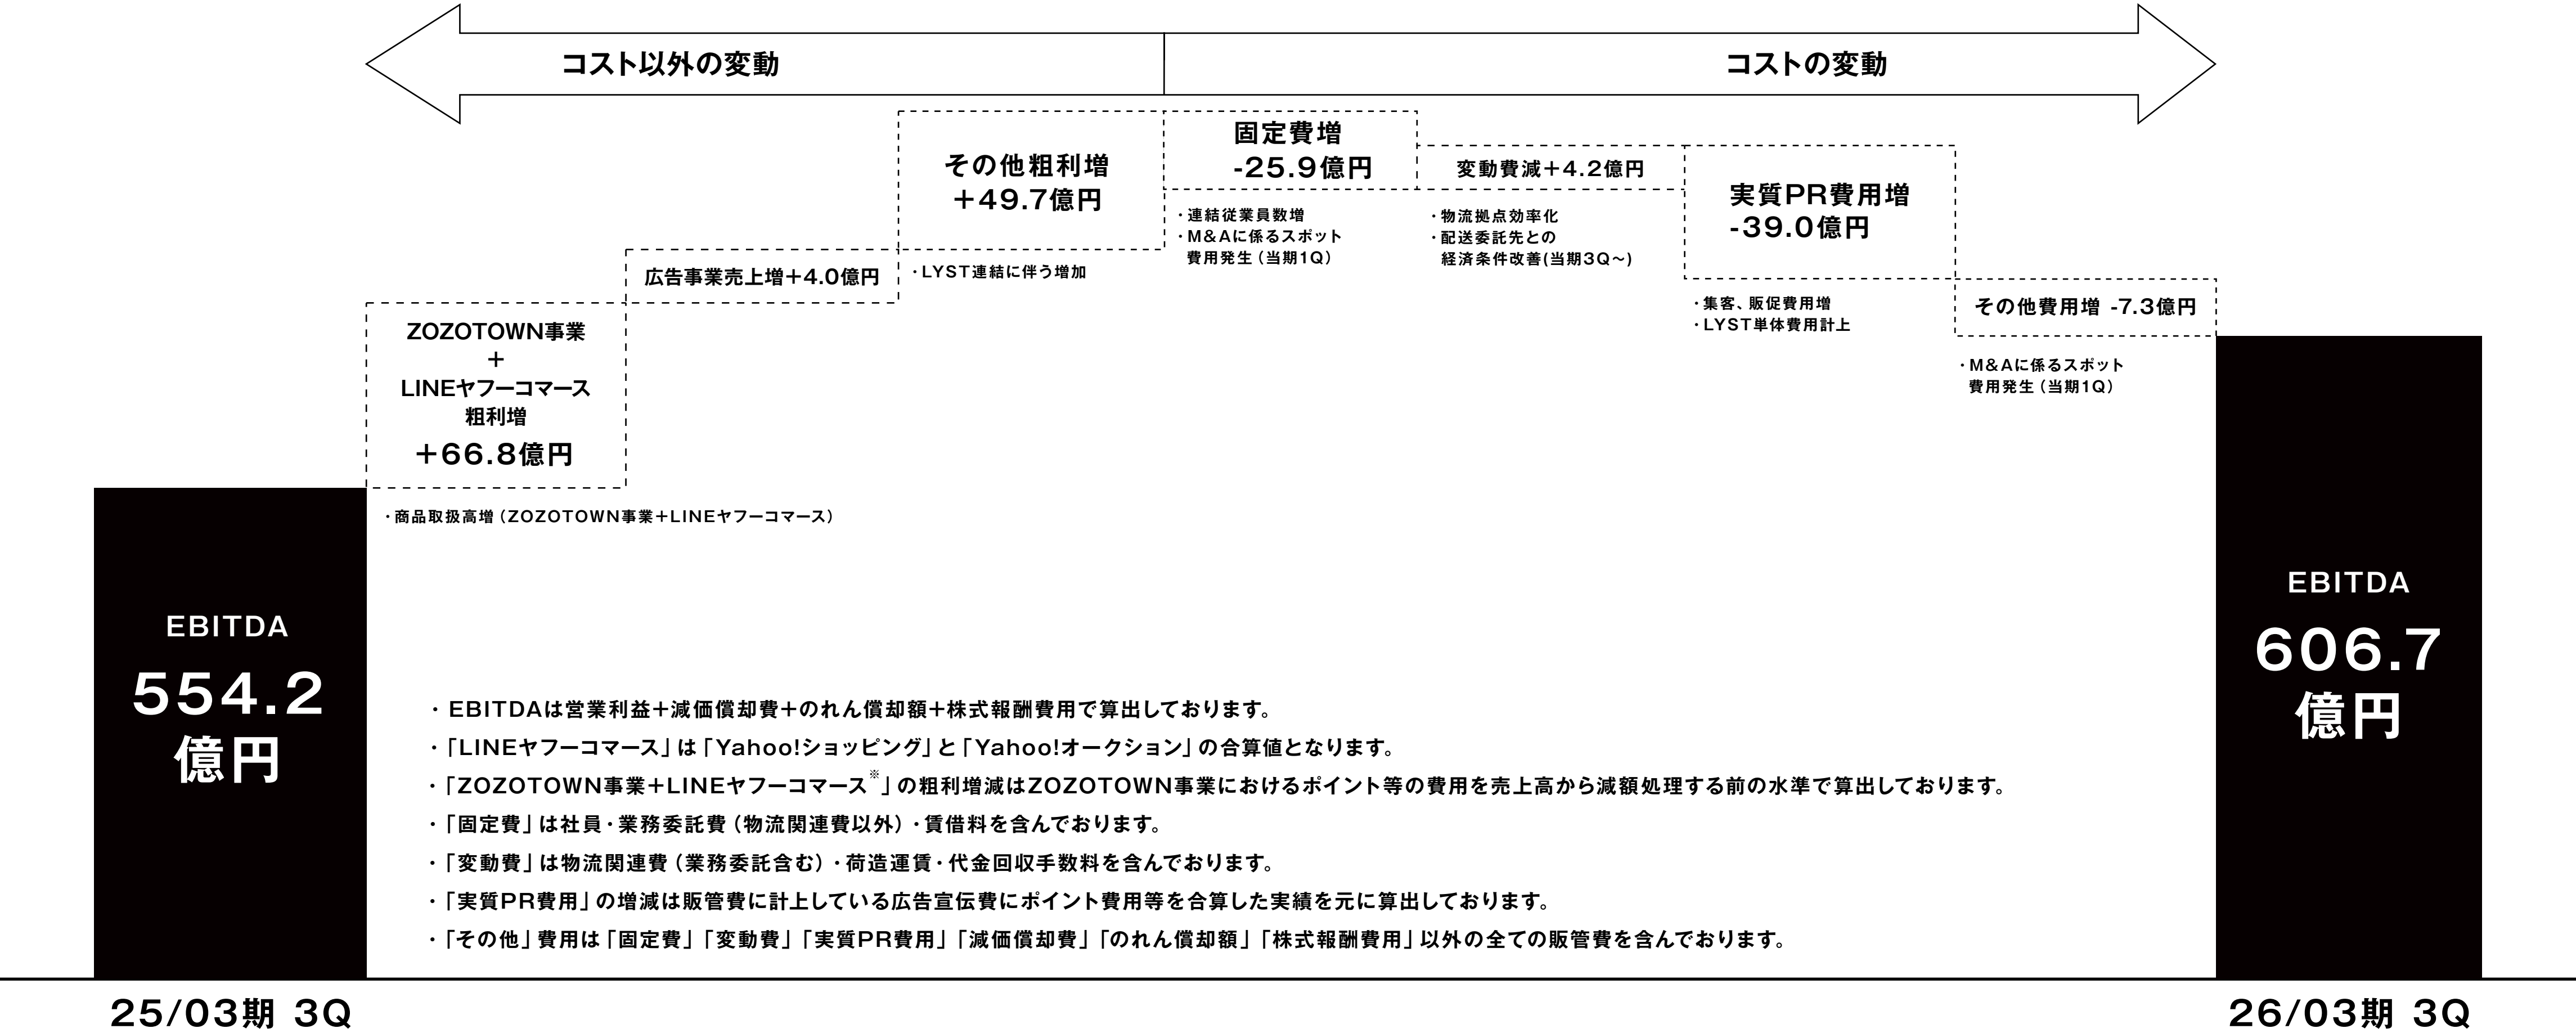 コスト以外の変動
コストの変動
ZOZOTOWN事業
+
LINEヤフーコマース
粗利増
+66.8億円
・商品取扱高増（ZOZOTOWN事業+LINEヤフーコマース）
広告事業売上増+4.0億円
その他粗利増
+49.7億円
・LYST連結に伴う増加
固定費増
-25.9億円
・連結従業員数増
・M&Aに係るスポット
費用発生（当期1Q）
変動費減+4.2億円
・物流拠点効率化
・配送委託先との
経済条件改善(当期3Q〜)
実質PR費用増
-39.0億円
・集客、販促費用増
・LYST単体費用計上
その他費用増 -7.3億円
・M&Aに係るスポット
費用発生（当期1Q）
EBITDA
554.2
億円
EBITDA
606.7
億円
・EBITDAは営業利益+減価償却費+のれん償却額+株式報酬費用で算出しております。
・「LINEヤフーコマース」は「Yahoo!ショッピング」と「Yahoo!オークション」の合算値となります。
・「ZOZOTOWN事業+LINEヤフーコマース※」の粗利増減はZOZOTOWN事業におけるポイント等の費用を売上高から減額処理する前の水準で算出しております。
・「固定費」は社員・業務委託費（物流関連費以外）・賃借料を含んでおります。
・「変動費」は物流関連費（業務委託含む）・荷造運賃・代金回収手数料を含んでおります。
・「実質PR費用」の増減は販管費に計上している広告宣伝費にポイント費用等を合算した実績を元に算出しております。
・「その他」費用は「固定費」「変動費」「実質PR費用」「減価償却費」「のれん償却額」「株式報酬費用」以外の全ての販管費を含んでおります。
25/03期 3Q
26/03期 3Q